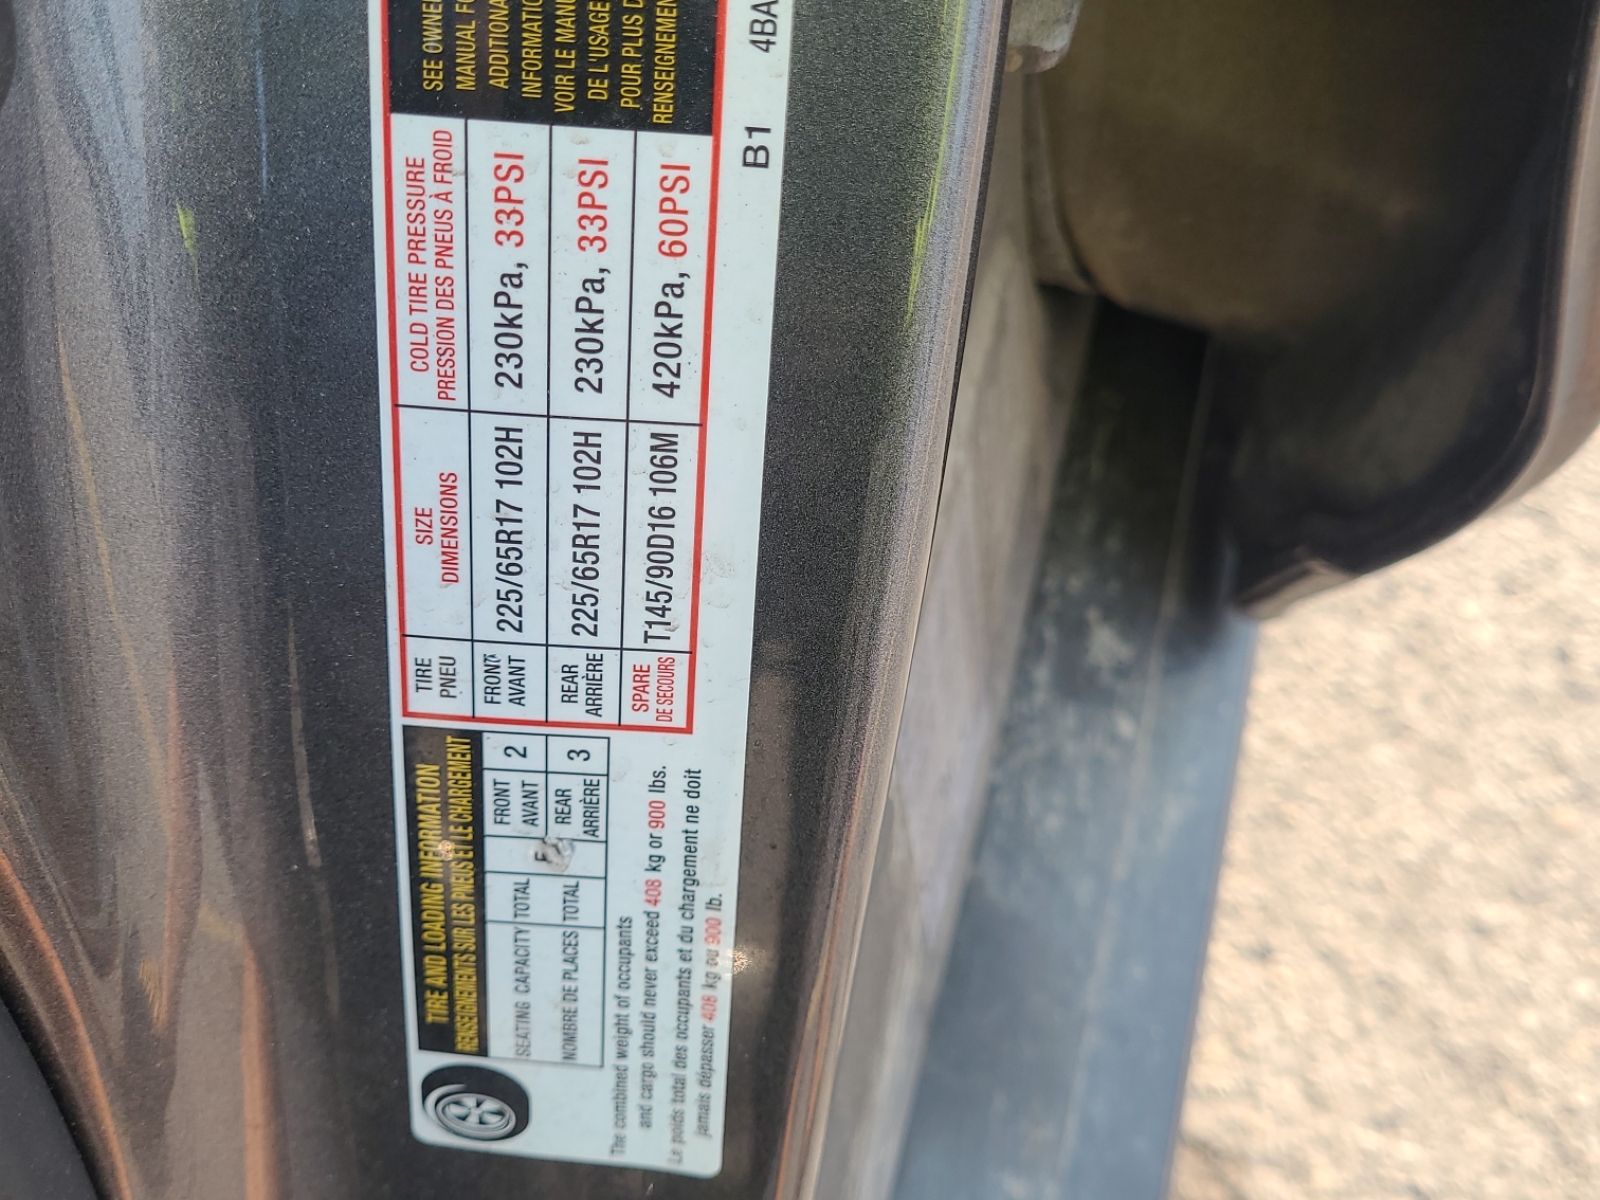 TIRE AND LOADING INFORMATION
RENSEIGNEMENTS SUR LES PNEUS ET LE CHARGEMENT
SEATING CAPACITY TOTAL FRONT AVANT 2
NOMBRE DE PLACES TOTAL REAR ARRIÈRE 3
The combined weight of occupants
and cargo should never exceed 408 kg or 900 lbs.
Le poids total des occupants et du chargement ne doit
jamais dépasser 408 kg ou 900 lb.
TIRE
PNEU
SIZE
DIMENSIONS
COLD TIRE PRESSURE
PRESSION DES PNEUS À FROID
FRONT
AVANT
225/65R17 102H
230kPa, 33PSI
REAR
ARRIÈRE
225/65R17 102H
230kPa, 33PSI
SPARE
DE SECOURS
T145/90D16 106M
420kPa, 60PSI
SEE OWNER
MANUAL FO
ADDITIONA
INFORMATIO
VOIR LE MANU
DE L'USAGE
POUR PLUS D
RENSEIGNEMEN
B1 4BA